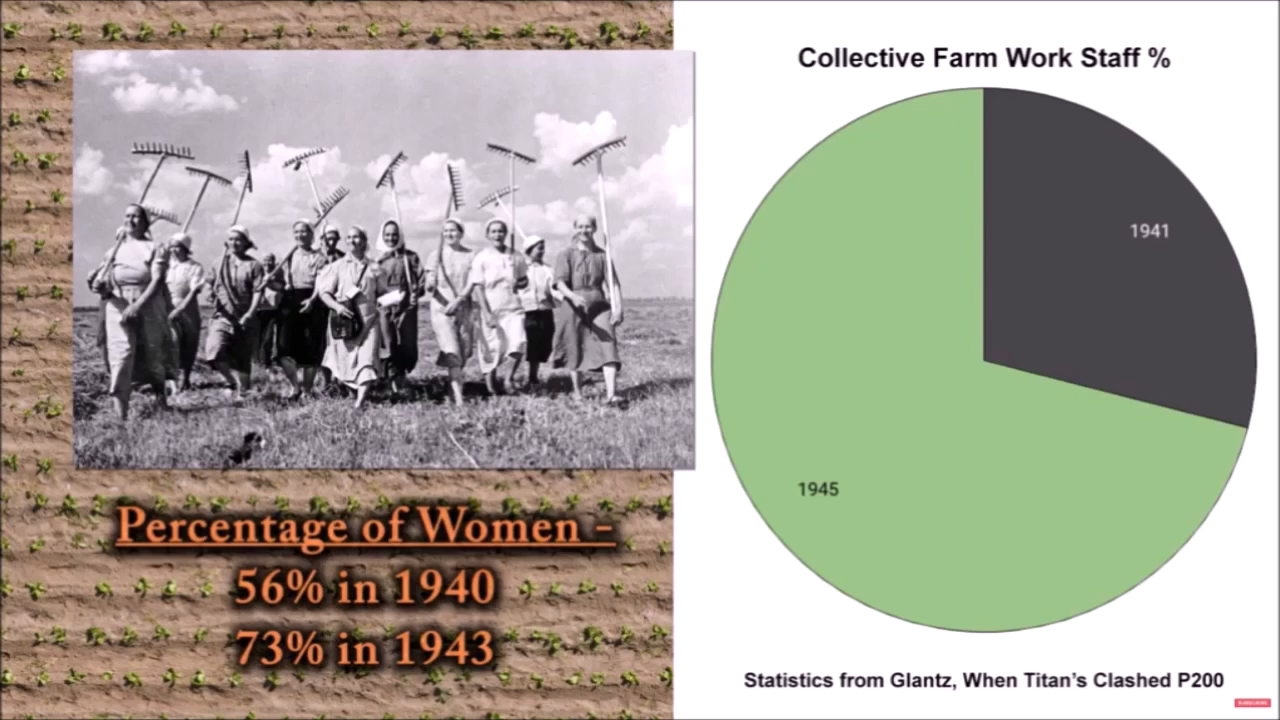 Percentage of Women -
56% in 1940
73% in 1943
Collective Farm Work Staff %
1941
1945
Statistics from Glantz, When Titan's Clashed P200
SUBSCRIBE